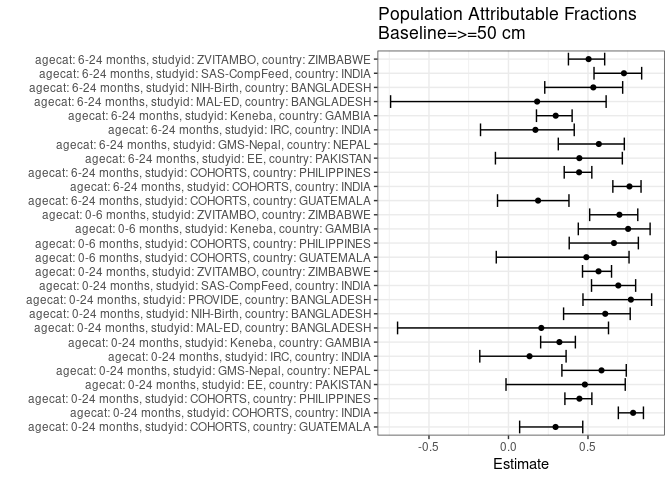 Population Attributable Fractions
Baseline=>=50 cm
agecat: 6-24 months, studyid: ZVITAMBO, country: ZIMBABWE
agecat: 6-24 months, studyid: SAS-CompFeed, country: INDIA
agecat: 6-24 months, studyid: NIH-Birth, country: BANGLADESH
agecat: 6-24 months, studyid: MAL-ED, country: BANGLADESH
agecat: 6-24 months, studyid: Keneba, country: GAMBIA
agecat: 6-24 months, studyid: IRC, country: INDIA
agecat: 6-24 months, studyid: GMS-Nepal, country: NEPAL
agecat: 6-24 months, studyid: EE, country: PAKISTAN
agecat: 6-24 months, studyid: COHORTS, country: PHILIPPINES
agecat: 6-24 months, studyid: COHORTS, country: INDIA
agecat: 6-24 months, studyid: COHORTS, country: GUATEMALA
agecat: 0-6 months, studyid: ZVITAMBO, country: ZIMBABWE
agecat: 0-6 months, studyid: Keneba, country: GAMBIA
agecat: 0-6 months, studyid: COHORTS, country: PHILIPPINES
agecat: 0-6 months, studyid: COHORTS, country: GUATEMALA
agecat: 0-24 months, studyid: ZVITAMBO, country: ZIMBABWE
agecat: 0-24 months, studyid: SAS-CompFeed, country: INDIA
agecat: 0-24 months, studyid: PROVIDE, country: BANGLADESH
agecat: 0-24 months, studyid: NIH-Birth, country: BANGLADESH
agecat: 0-24 months, studyid: MAL-ED, country: BANGLADESH
agecat: 0-24 months, studyid: Keneba, country: GAMBIA
agecat: 0-24 months, studyid: IRC, country: INDIA
agecat: 0-24 months, studyid: GMS-Nepal, country: NEPAL
agecat: 0-24 months, studyid: EE, country: PAKISTAN
agecat: 0-24 months, studyid: COHORTS, country: PHILIPPINES
agecat: 0-24 months, studyid: COHORTS, country: INDIA
agecat: 0-24 months, studyid: COHORTS, country: GUATEMALA
-0.5 0.0 0.5
Estimate